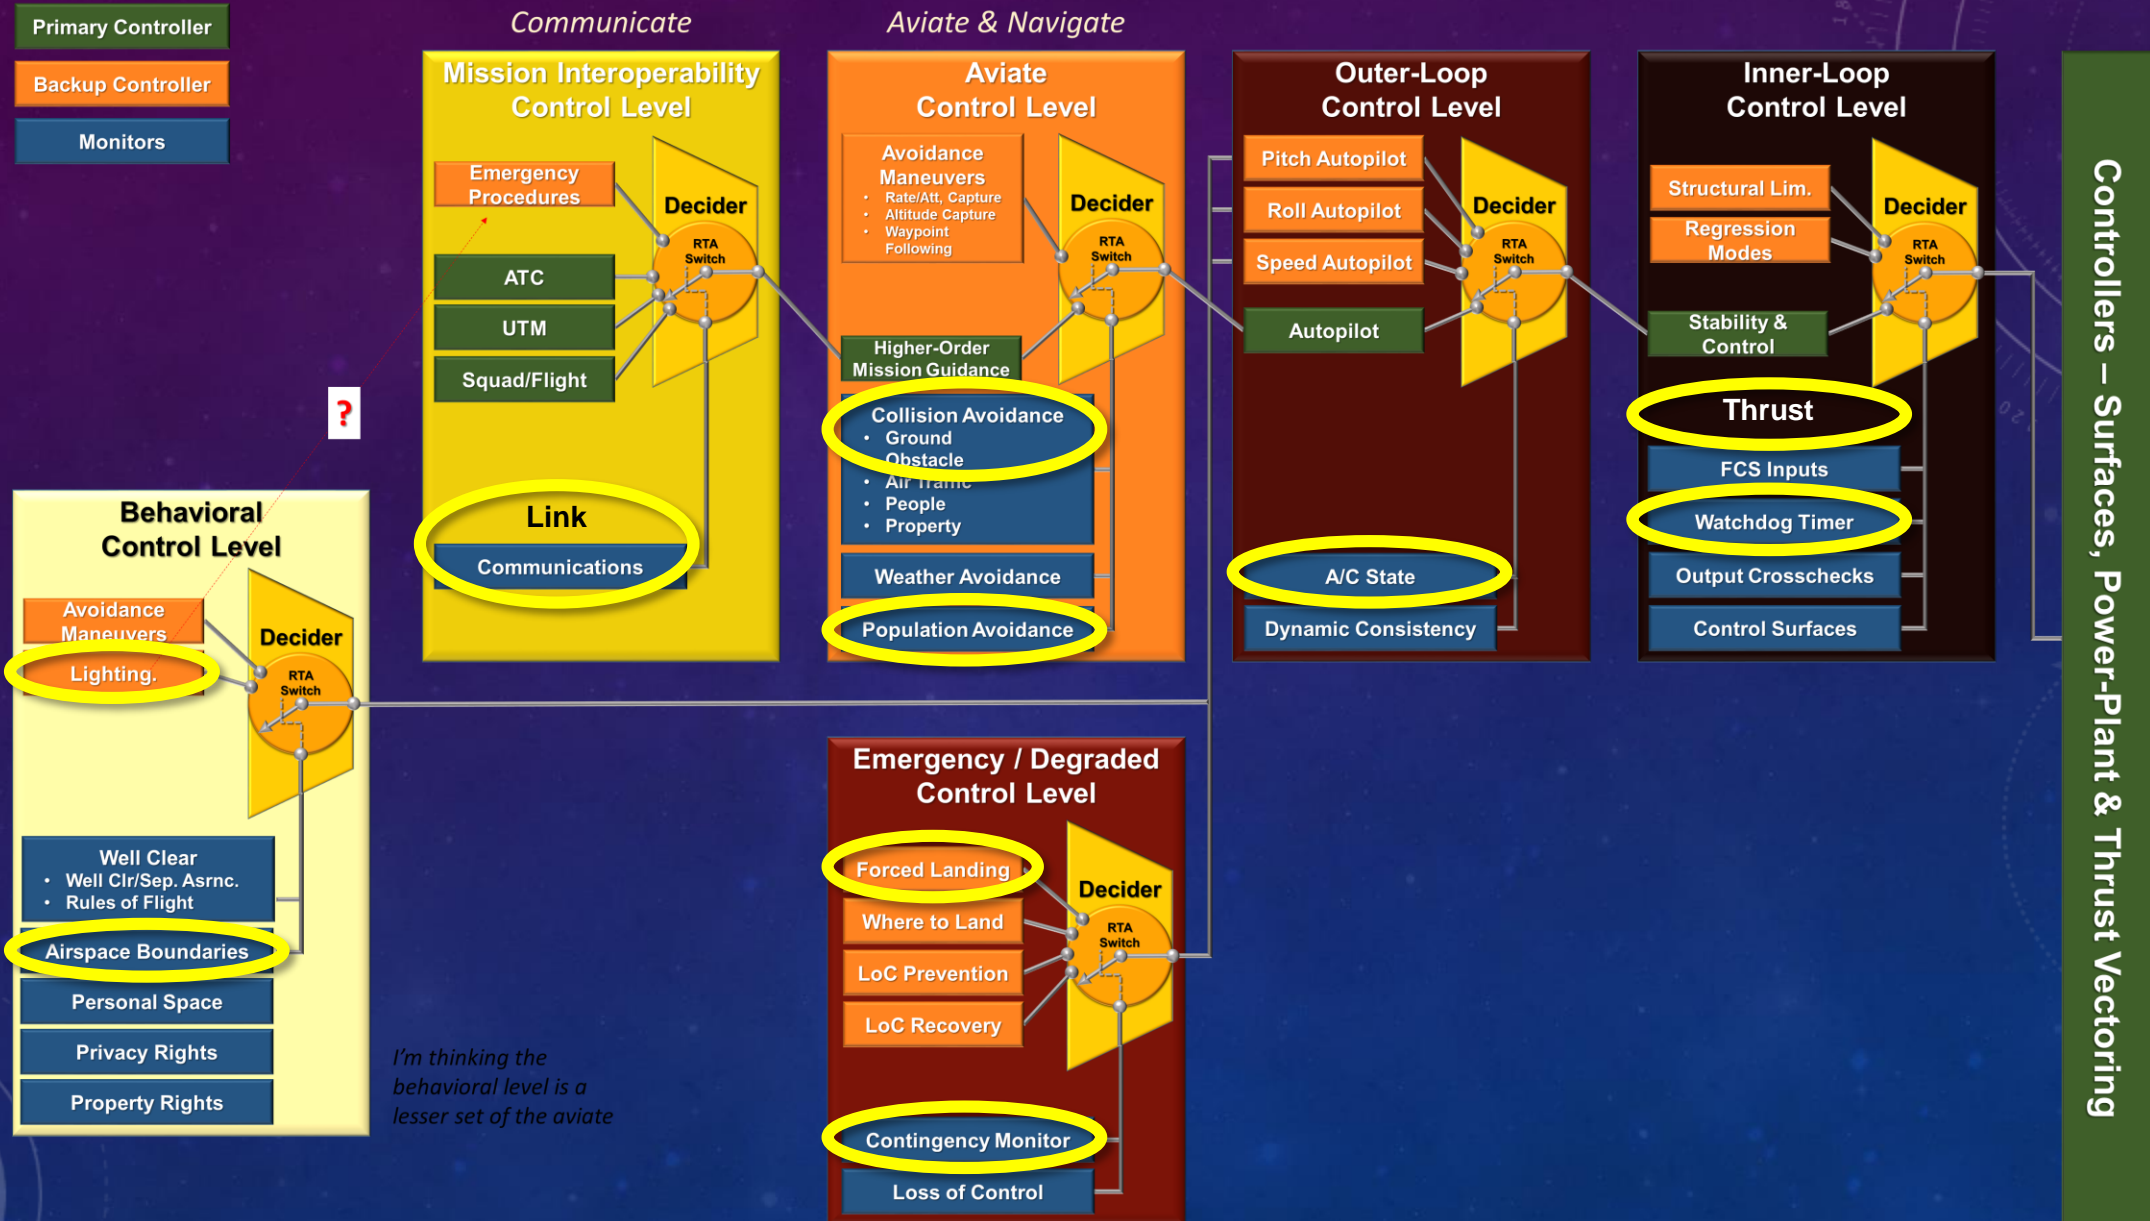 Primary Controller
Backup Controller
Monitors
Communicate
Aviate & Navigate
Mission Interoperability
Control Level
Emergency
Procedures
ATC
UTM
Squad/Flight
Decider
RTA
Switch
Link
Communications
Aviate
Control Level
Avoidance
Maneuvers
• Rate/Att, Capture
• Altitude Capture
• Waypoint
Following
Decider
RTA
Switch
Higher-Order
Mission Guidance
Collision Avoidance
• Ground
• Obstacle
• Air Traffic
• People
• Property
Weather Avoidance
Population Avoidance
Outer-Loop
Control Level
Pitch Autopilot
Roll Autopilot
Speed Autopilot
Autopilot
Decider
RTA
Switch
A/C State
Dynamic Consistency
Inner-Loop
Control Level
Structural Lim.
Regression
Modes
Stability &
Control
Decider
RTA
Switch
Thrust
FCS Inputs
Watchdog Timer
Output Crosschecks
Control Surfaces
Controllers – Surfaces, Power-Plant & Thrust Vectoring
?
Behavioral
Control Level
Avoidance
Maneuvers
Lighting.
Decider
RTA
Switch
Well Clear
• Well Clr/Sep. Asrnc.
• Rules of Flight
Airspace Boundaries
Personal Space
Privacy Rights
Property Rights
I'm thinking the
behavioral level is a
lesser set of the aviate
Emergency / Degraded
Control Level
Forced Landing
Where to Land
LoC Prevention
LoC Recovery
Decider
RTA
Switch
Contingency Monitor
Loss of Control